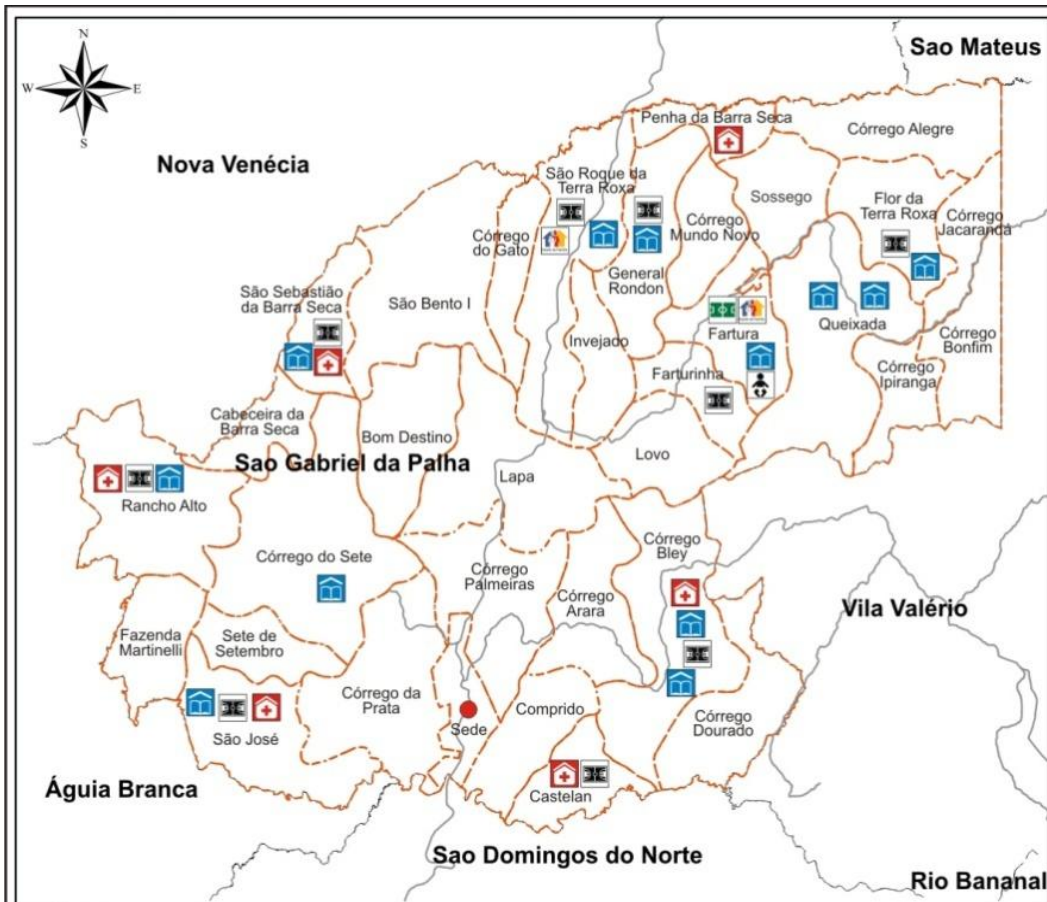 N
W
E
S
Sao Mateus
Nova Venécia
Penha da Barra Seca
Córrego Alegre
São Roque da
Terra Roxa
Sossego
Flor da
Terra Roxa
Córrego
Jacarandá
Córrego
do Gato
Córrego
Mundo Novo
General
Rondon
São Sebastião
da Barra Seca
São Bento I
Invejado
Fartura
Queixada
Córrego
Bonfim
Córrego
Ipiranga
Farturinha
Cabeceira da
Barra Seca
Bom Destino
Lovo
Sao Gabriel da Palha
Lapa
Rancho Alto
Córrego do Sete
Córrego
Bley
Córrego
Palmeiras
Córrego
Arara
Vila Valério
Fazenda
Martinelli
Sete de
Setembro
Córrego da
Prata
Comprido
Córrego
Dourado
Sede
São José
Águia Branca
Castelan
Sao Domingos do Norte
Rio Bananal